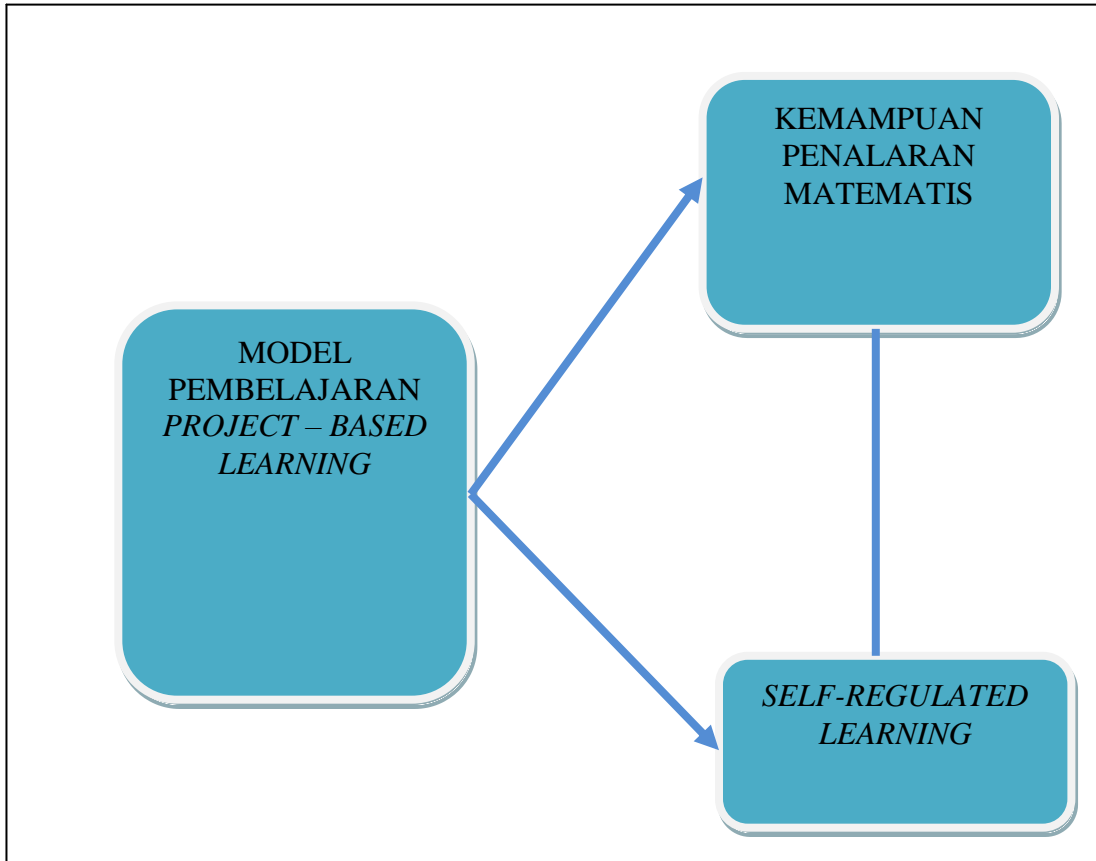 MODEL
PEMBELAJARAN
PROJECT – BASED
LEARNING
KEMAMPUAN
PENALARAN
MATEMATIS
SELF-REGULATED
LEARNING